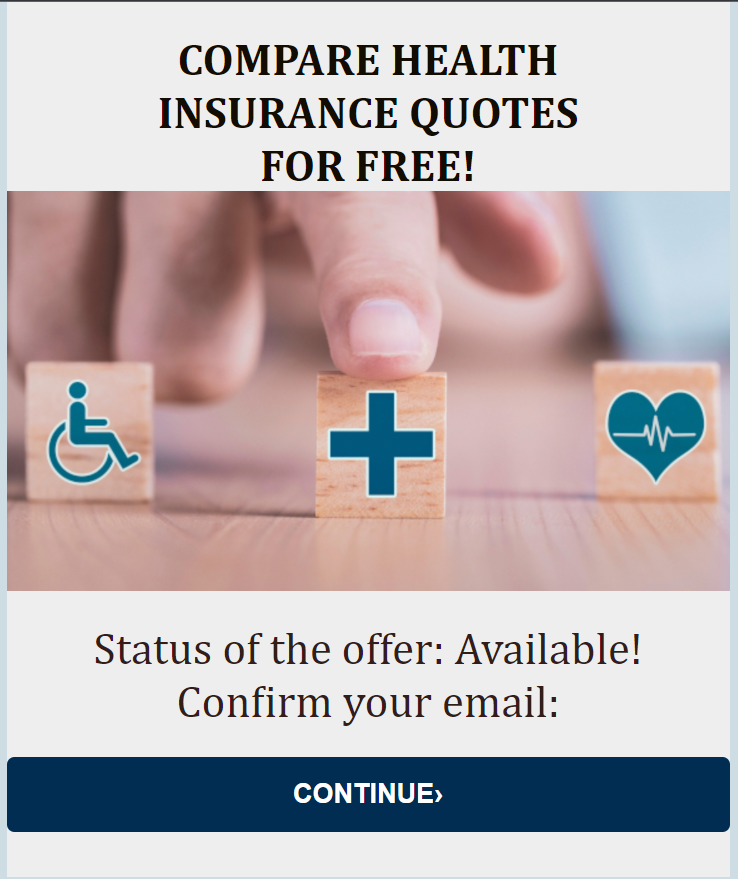 COMPARE HEALTH
INSURANCE QUOTES
FOR FREE!
Status of the offer: Available!
Confirm your email:
CONTINUE›